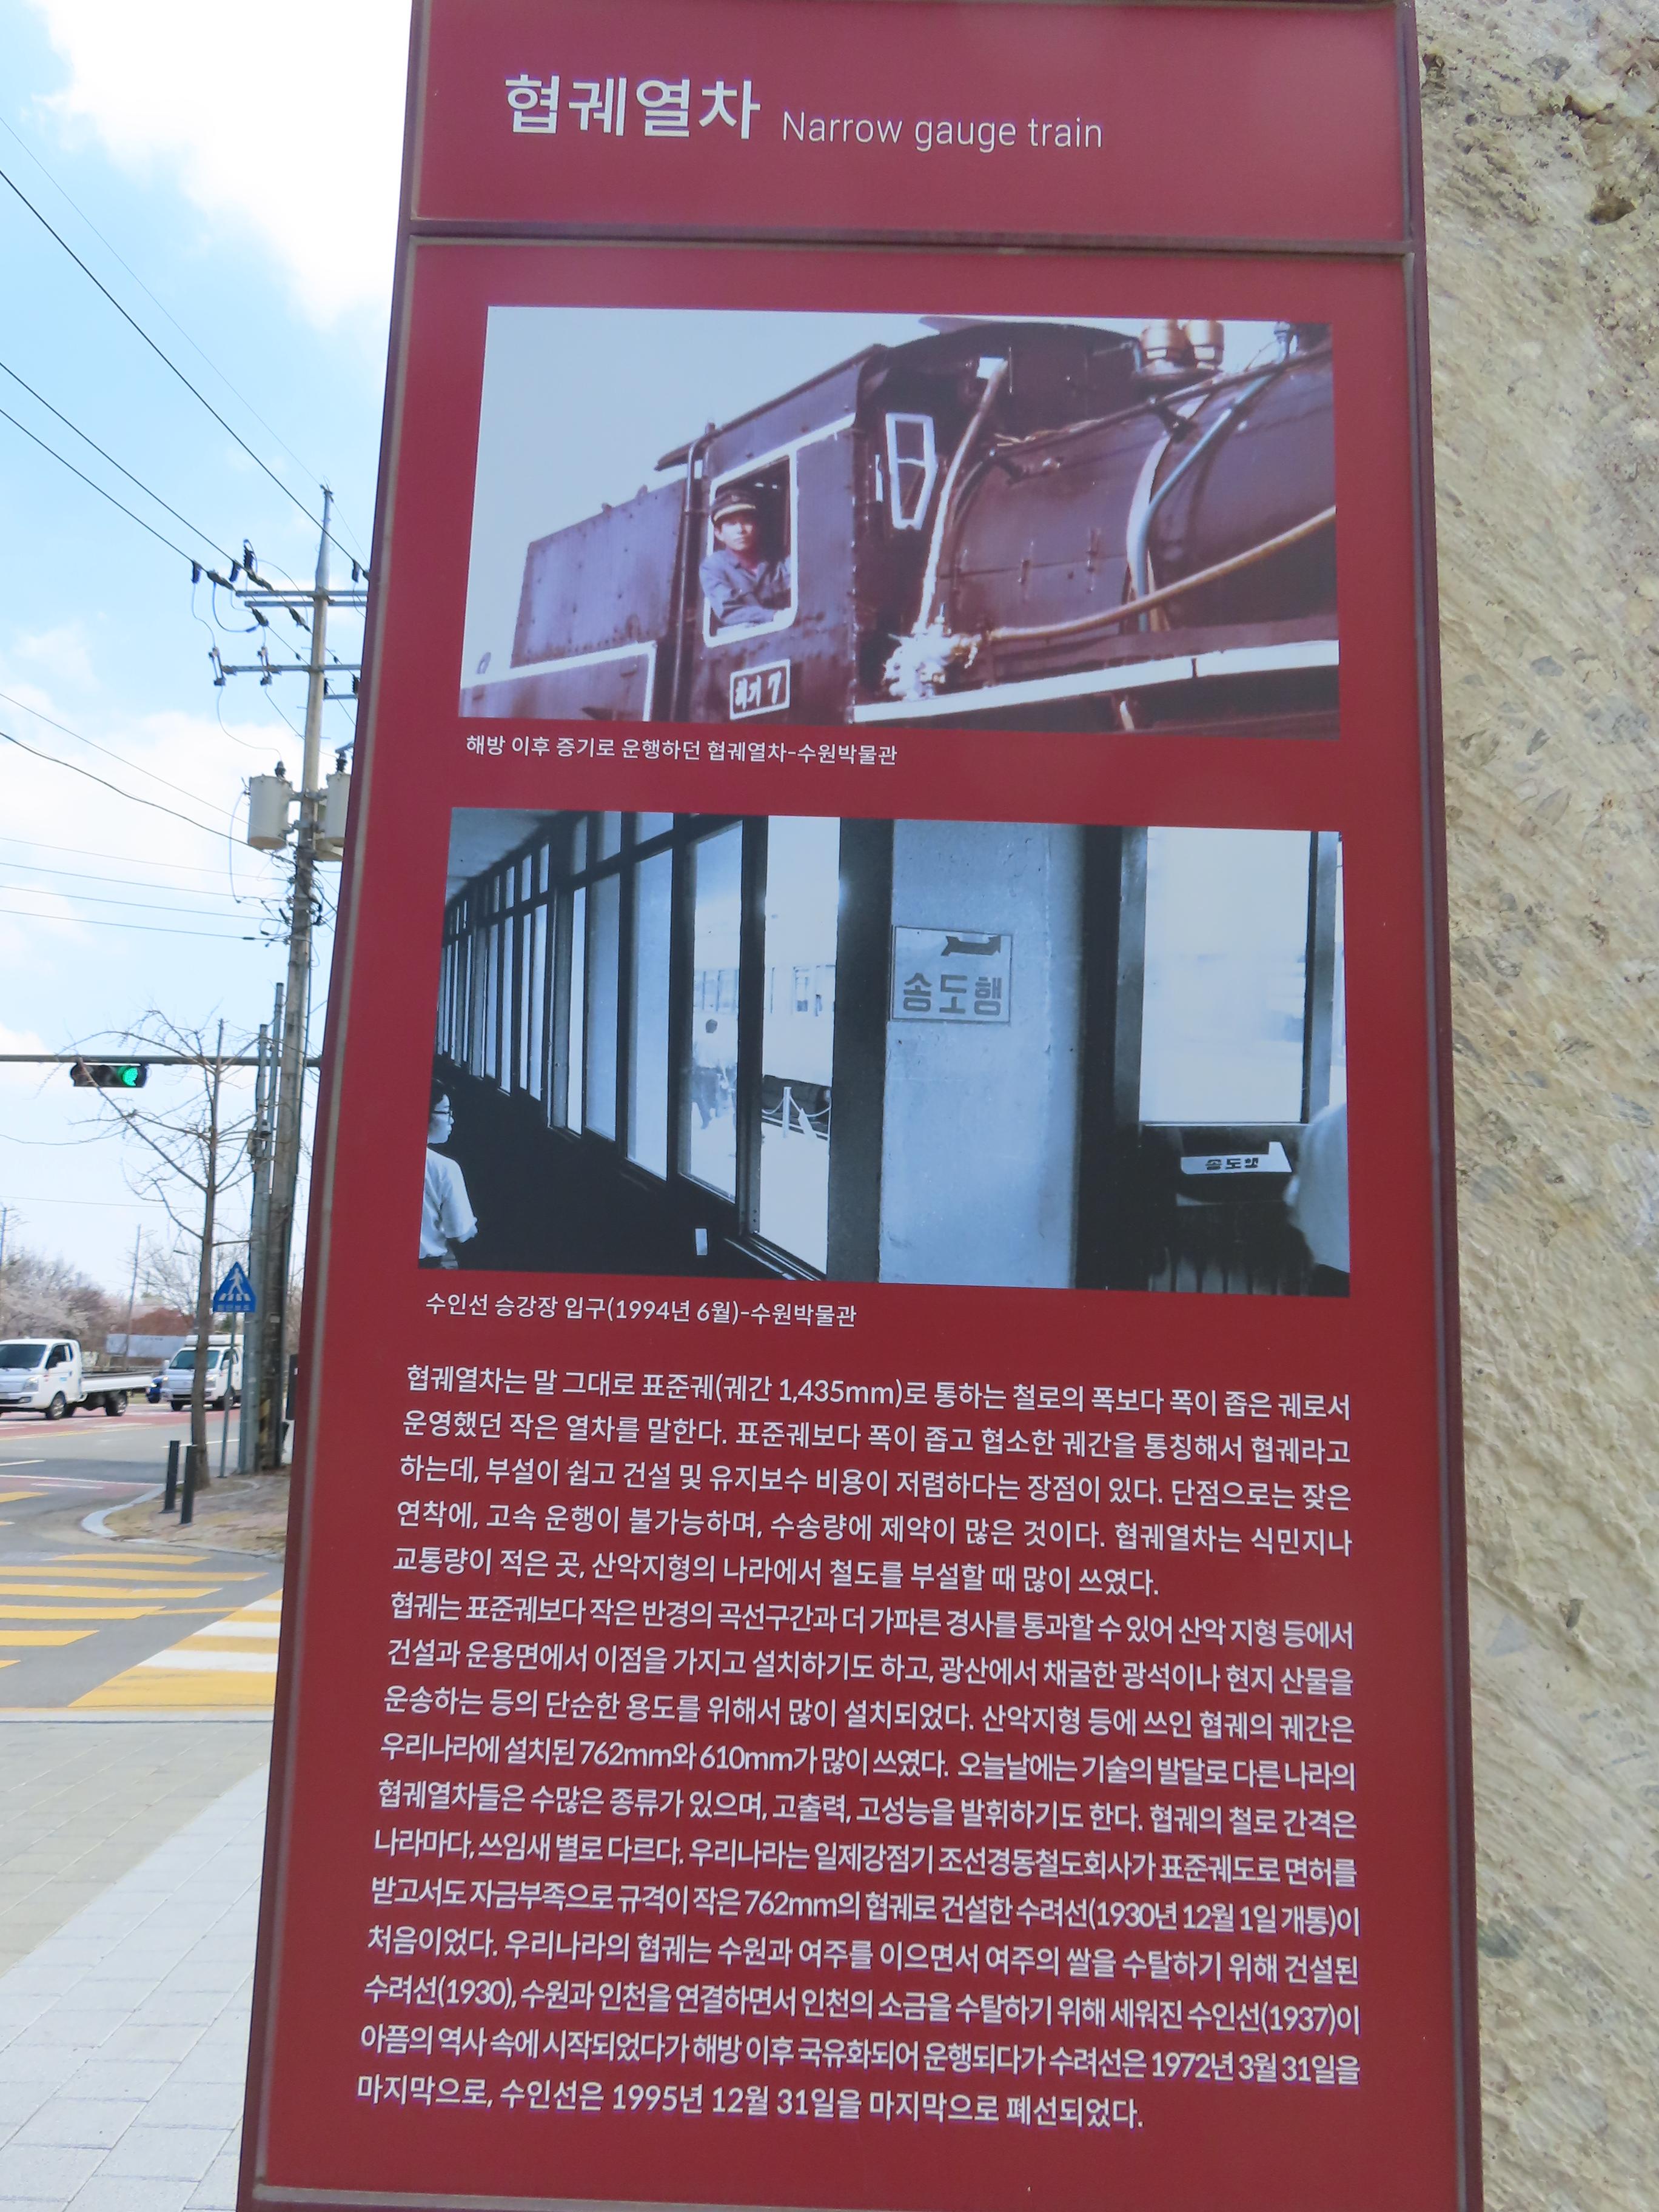 협궤열차 Narrow gauge train
허기 7
해방 이후 증기로 운행하던 협궤열차-수원박물관
송도행
송도행
수인선 승강장 입구(1994년 6월)-수원박물관
협궤열차는 말 그대로 표준궤(궤간 1,435mm)로 통하는 철로의 폭보다 폭이 좁은 궤로서
운영했던 작은 열차를 말한다. 표준궤보다 폭이 좁고 협소한 궤간을 통칭해서 협궤라고
하는데, 부설이 쉽고 건설 및 유지보수 비용이 저렴하다는 장점이 있다. 단점으로는 잦은
연착에, 고속 운행이 불가능하며, 수송량에 제약이 많은 것이다. 협궤열차는 식민지나
교통량이 적은 곳, 산악지형의 나라에서 철도를 부설할 때 많이 쓰였다.
협궤는 표준궤보다 작은 반경의 곡선구간과 더 가파른 경사를 통과할 수 있어 산악 지형 등에서
건설과 운용면에서 이점을 가지고 설치하기도 하고, 광산에서 채굴한 광석이나 현지 산물을
운송하는 등의 단순한 용도를 위해서 많이 설치되었다. 산악지형 등에 쓰인 협궤의 궤간은
우리나라에 설치된 762mm와 610mm가 많이 쓰였다. 오늘날에는 기술의 발달로 다른 나라의
협궤열차들은 수많은 종류가 있으며, 고출력, 고성능을 발휘하기도 한다. 협궤의 철로 간격은
나라마다, 쓰임새 별로 다르다. 우리나라는 일제강점기 조선경동철도회사가 표준궤도로 면허를
받고서도 자금부족으로 규격이 작은 762mm의 협궤로 건설한 수려선(1930년 12월 1일 개통)이
처음이었다. 우리나라의 협궤는 수원과 여주를 이으면서 여주의 쌀을 수탈하기 위해 건설된
수려선(1930), 수원과 인천을 연결하면서 인천의 소금을 수탈하기 위해 세워진 수인선(1937)이
아픔의 역사 속에 시작되었다가 해방 이후 국유화되어 운행되다가 수려선은 1972년 3월 31일을
마지막으로, 수인선은 1995년 12월 31일을 마지막으로 폐선되었다.